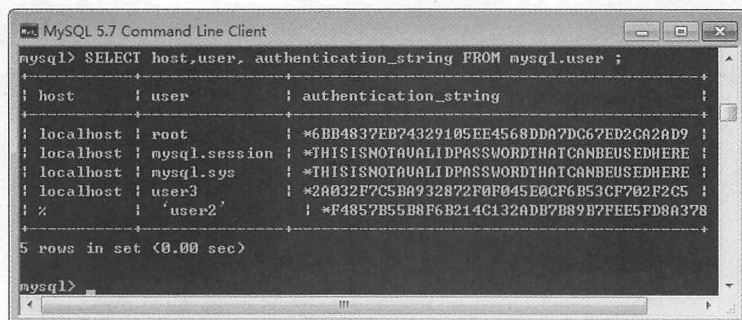 MySQL 5.7 Command Line Client
mysql> SELECT host,user, authentication_string FROM mysql.user ;
+-----------+---------------+-------------------------------------------+
| host | user | authentication_string |
+-----------+---------------+-------------------------------------------+
| localhost | root | *6BB4837EB74329105EE4568DDA7DC67ED2CA2AD9 |
| localhost | mysql.session | *THISISNOTAVALIDPASSWORDTHATCANBEUSEDHERE |
| localhost | mysql.sys | *THISISNOTAVALIDPASSWORDTHATCANBEUSEDHERE |
| localhost | user3 | *2A032F7C5BA932872F0F045E0CF6B53CF702F2C5 |
| % | ‘user2’ | *F4857B55B8F6B214C132ADB7B89B7FEE5FD8A378
+-----------+---------------+-------------------------------------------+
5 rows in set (0.00 sec)
mysql>